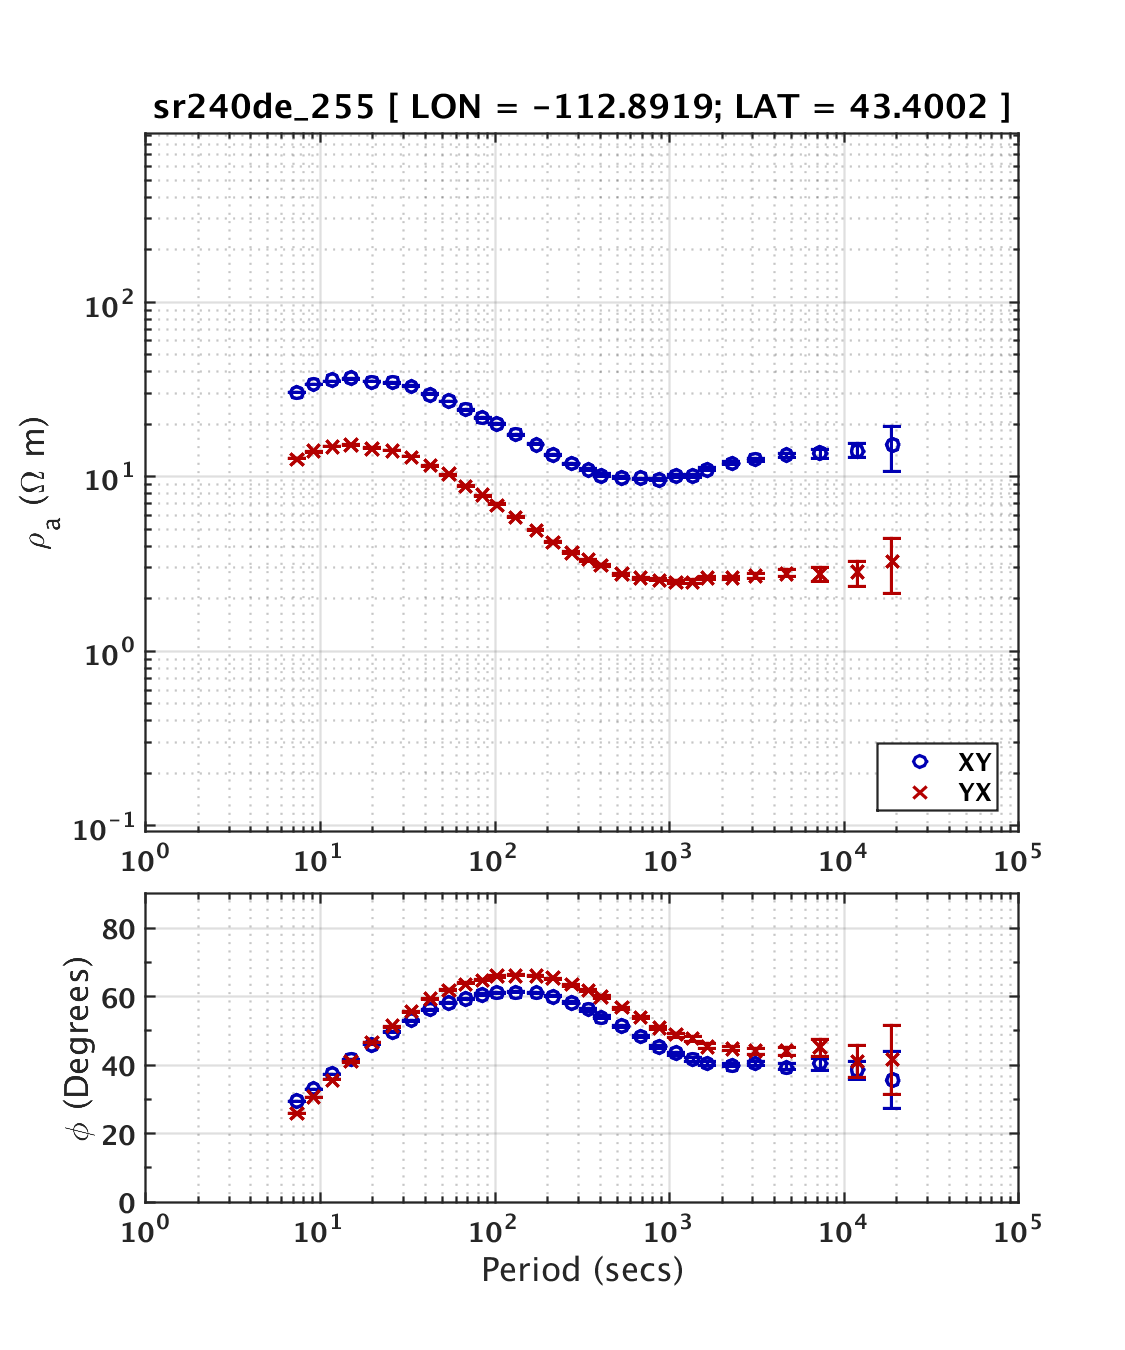 sr240de_255 [ LON = -112.8919; LAT = 43.4002 ]
ρa (Ω m)
10²
10¹
10⁰
10⁻¹
XY
YX
10⁰ 10¹ 10² 10³ 10⁴ 10⁵
ϕ (Degrees)
80
60
40
20
0
10⁰ 10¹ 10² 10³ 10⁴ 10⁵
Period (secs)